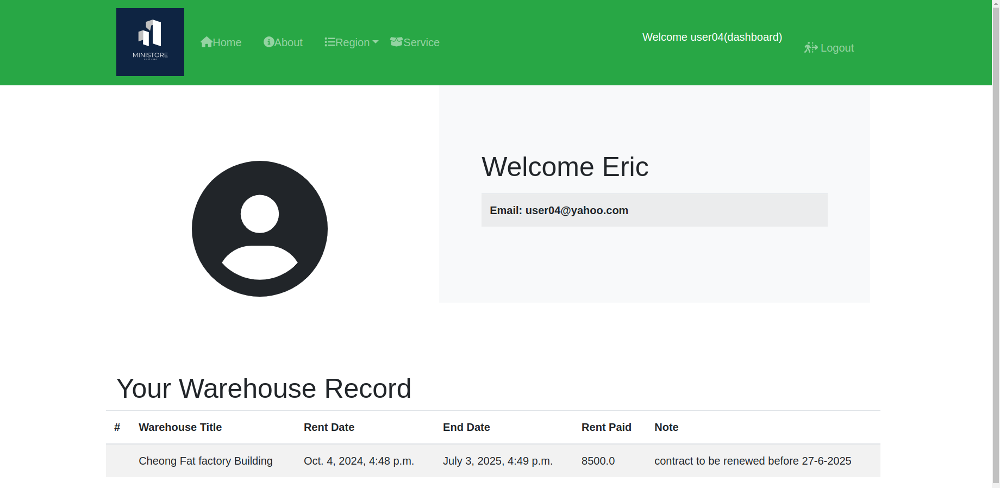 MINISTORE
Home
About
Region
Service
Welcome user04(dashboard)
Logout
Welcome Eric
Email: user04@yahoo.com
Your Warehouse Record
# Warehouse Title Rent Date End Date Rent Paid Note
Cheong Fat factory Building Oct. 4, 2024, 4:48 p.m. July 3, 2025, 4:49 p.m. 8500.0 contract to be renewed before 27-6-2025